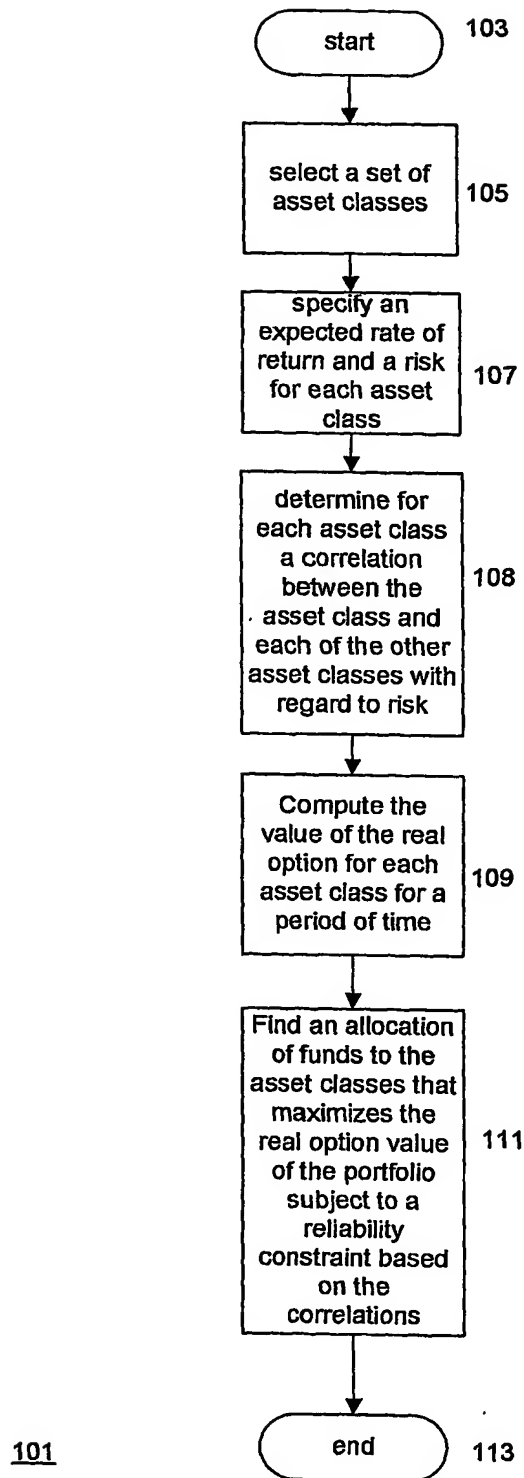 start
103
select a set of
asset classes
105
specify an
expected rate of
return and a risk
for each asset
class
107
determine for
each asset class
a correlation
between the
asset class and
each of the other
asset classes with
regard to risk
108
Compute the
value of the real
option for each
asset class for a
period of time
109
Find an allocation
of funds to the
asset classes that
maximizes the
real option value
of the portfolio
subject to a
reliability
constraint based
on the
correlations
111
101
end
113